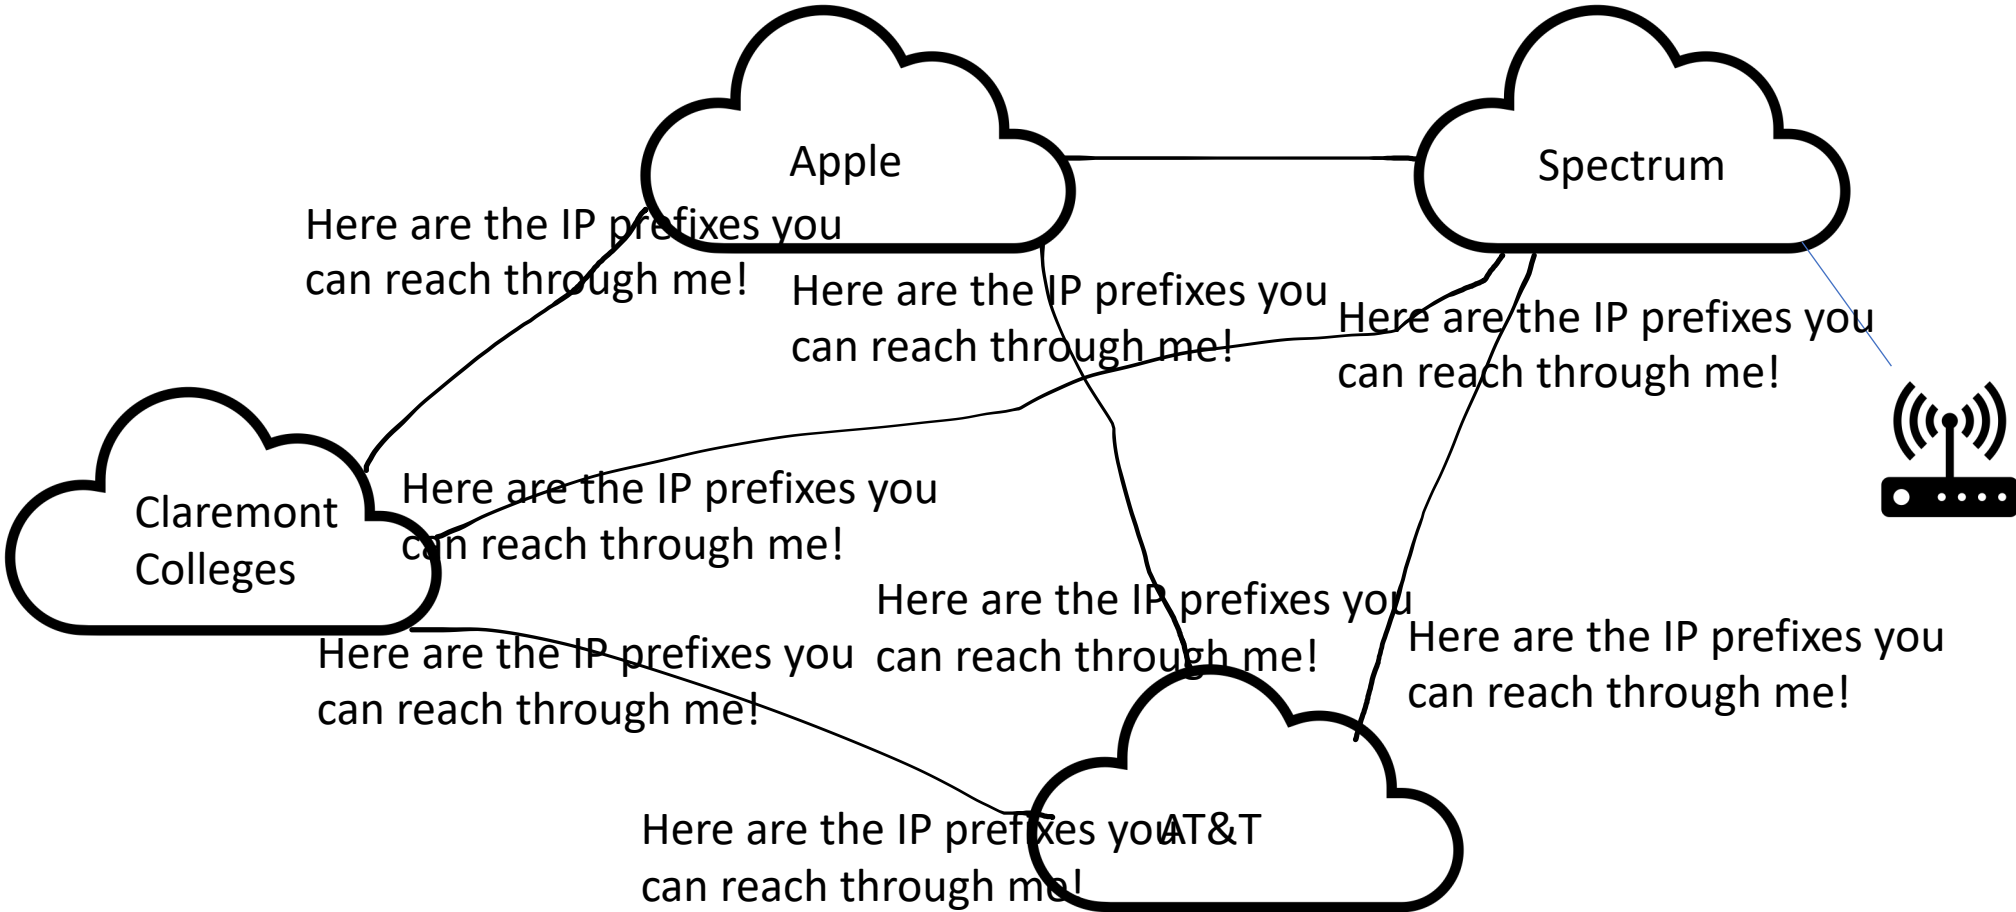 Apple
Spectrum
Here are the IP prefixes you
can reach through me!
Here are the IP prefixes you
can reach through me!
Here are the IP prefixes you
can reach through me!
Claremont
Colleges
Here are the IP prefixes you
can reach through me!
Here are the IP prefixes you
can reach through me!
Here are the IP prefixes you
can reach through me!
Here are the IP prefixes you
can reach through me!
Here are the IP prefixes you
can reach through me!
AT&T